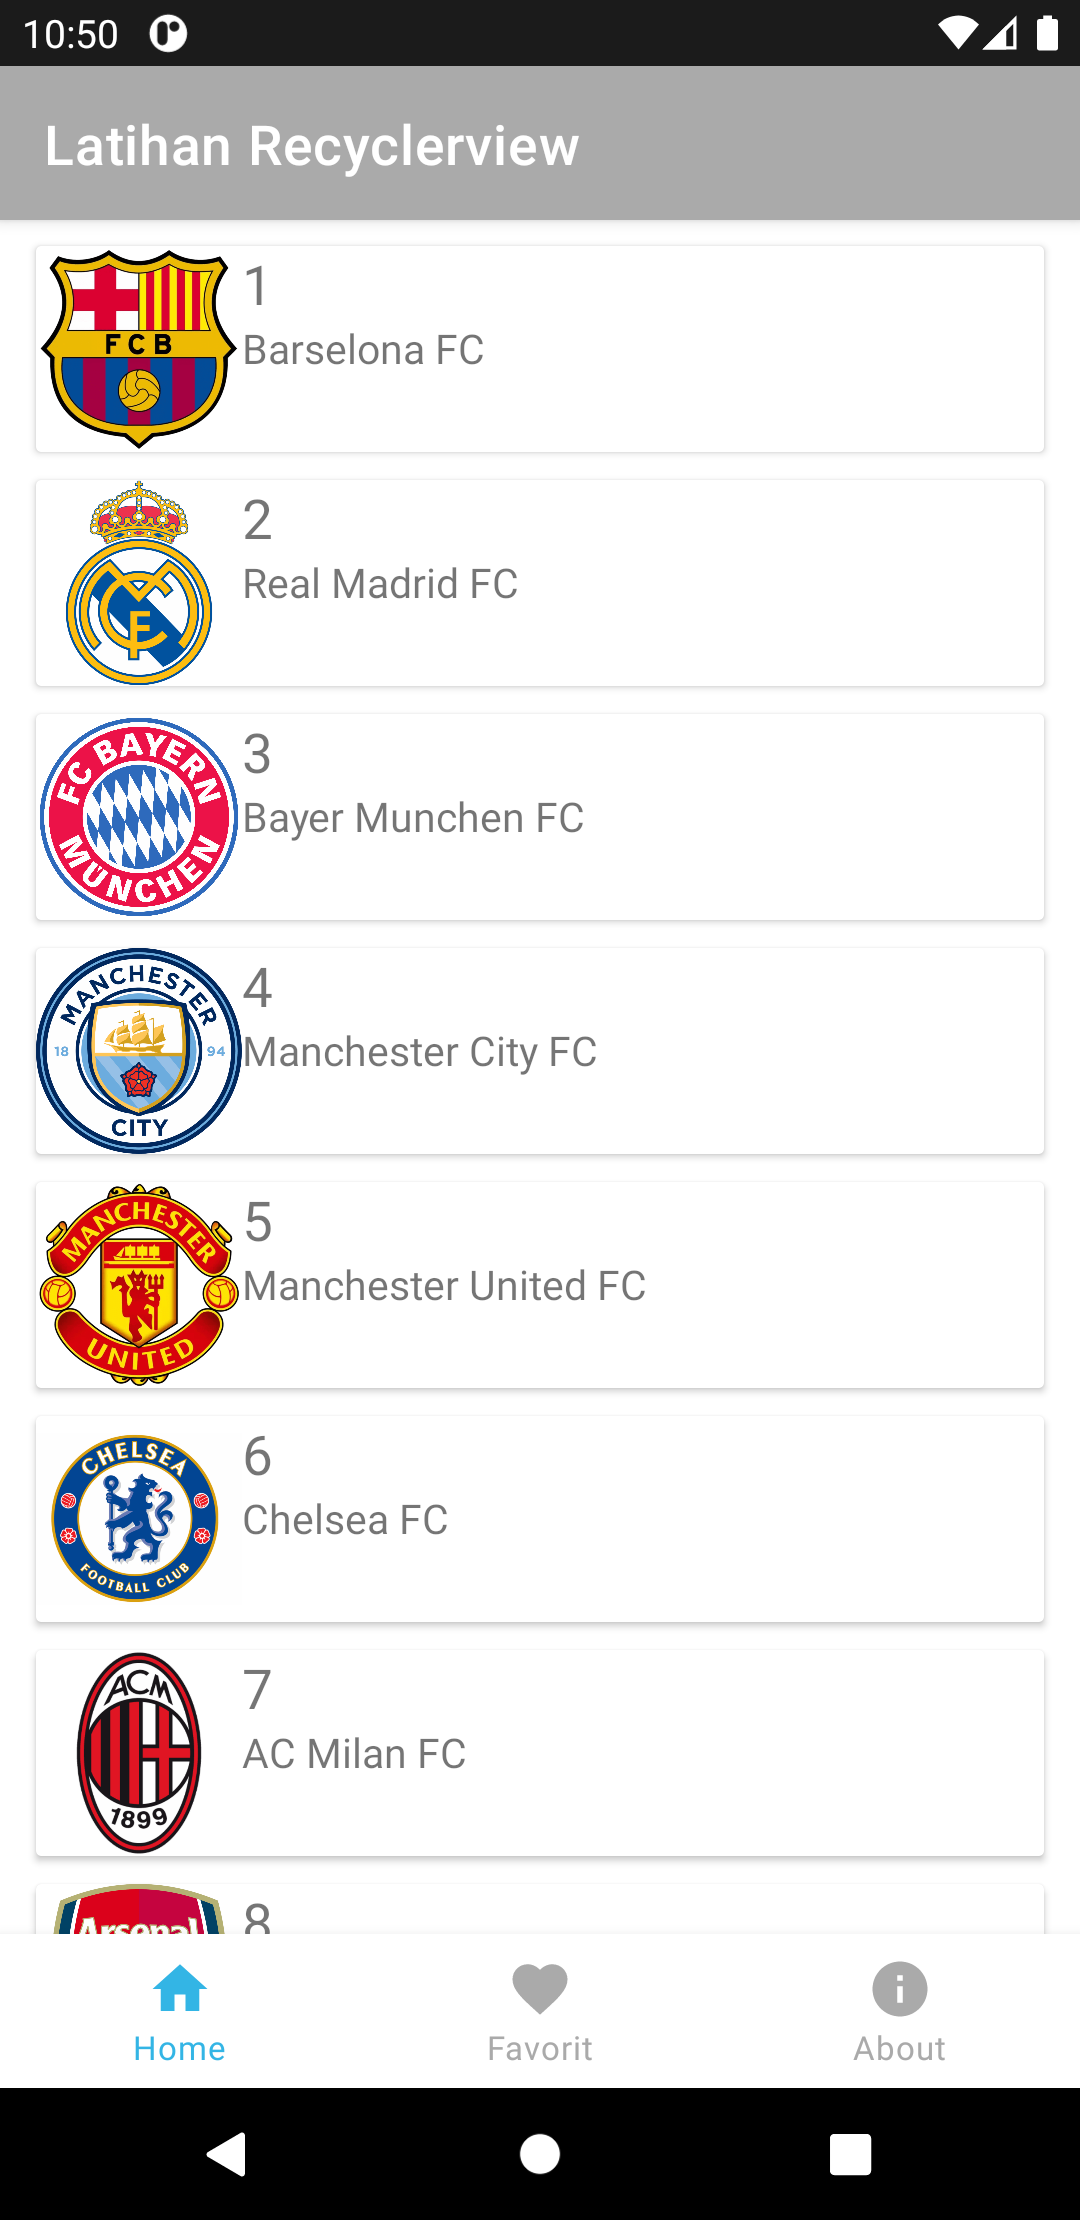 10:50
Latihan Recyclerview
FCB
1
Barselona FC
2
Real Madrid FC
FC BAYERN
MÜNCHEN
3
Bayer Munchen FC
MANCHESTER
18 94
CITY
4
Manchester City FC
MANCHESTER
UNITED
5
Manchester United FC
CHELSEA
FOOTBALL CLUB
6
Chelsea FC
ACM
1899
7
AC Milan FC
Arsenal
8
Home
Favorit
About